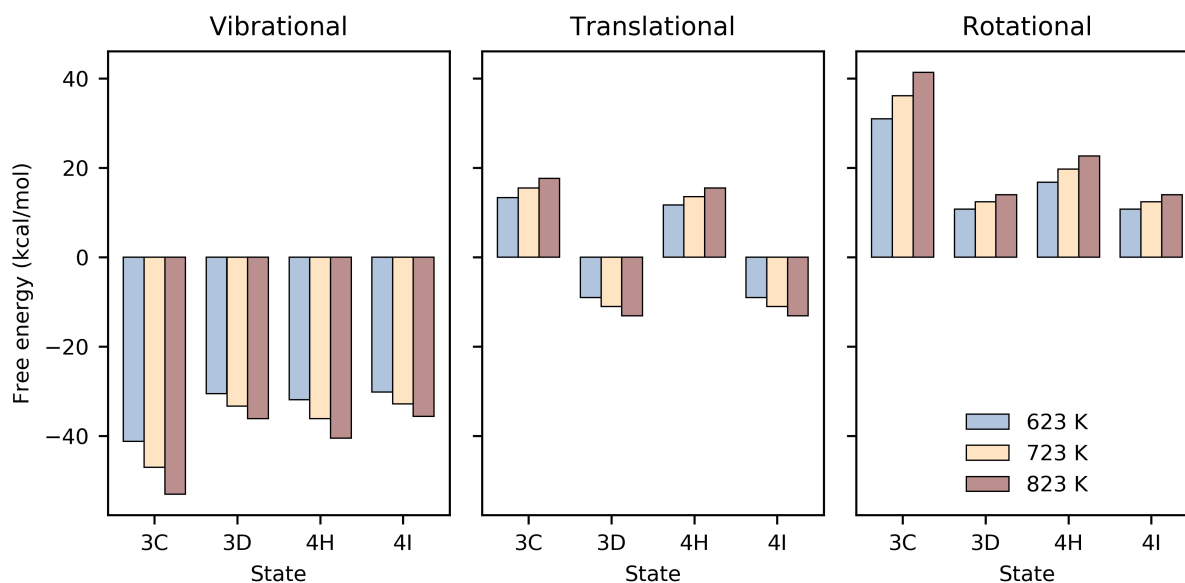 Vibrational
Translational
Rotational
Free energy (kcal/mol)
40
20
0
−20
−40
3C 3D 4H 4I
State
3C 3D 4H 4I
State
623 K
723 K
823 K
3C 3D 4H 4I
State